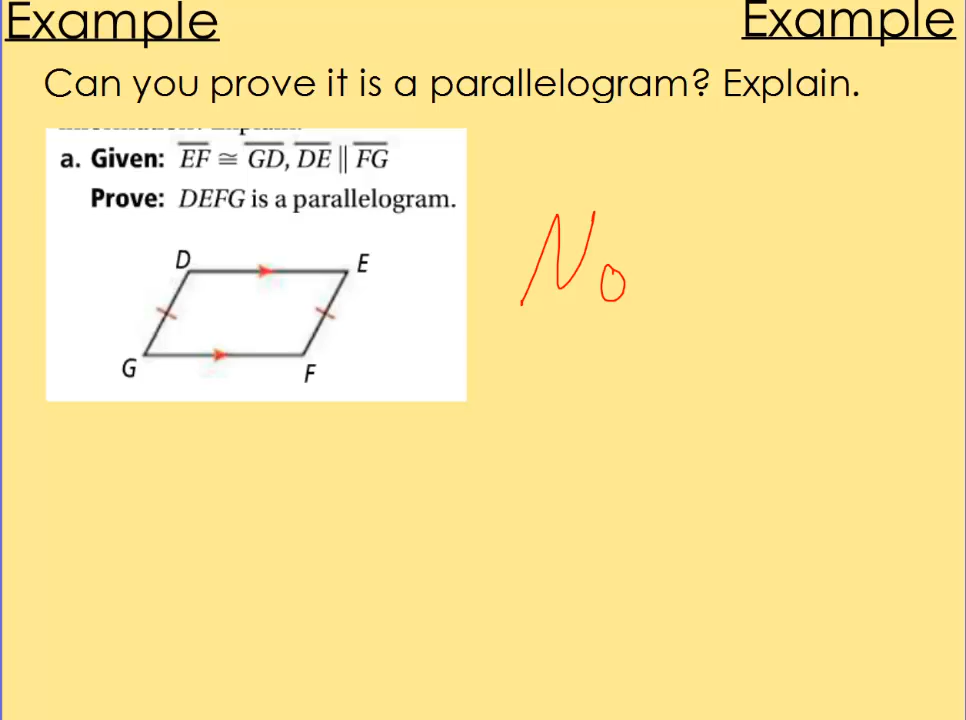 Example Example
Can you prove it is a parallelogram? Explain.
a. Given: EF ≅ GD, DE || FG
Prove: DEFG is a parallelogram.
No
D E
G F